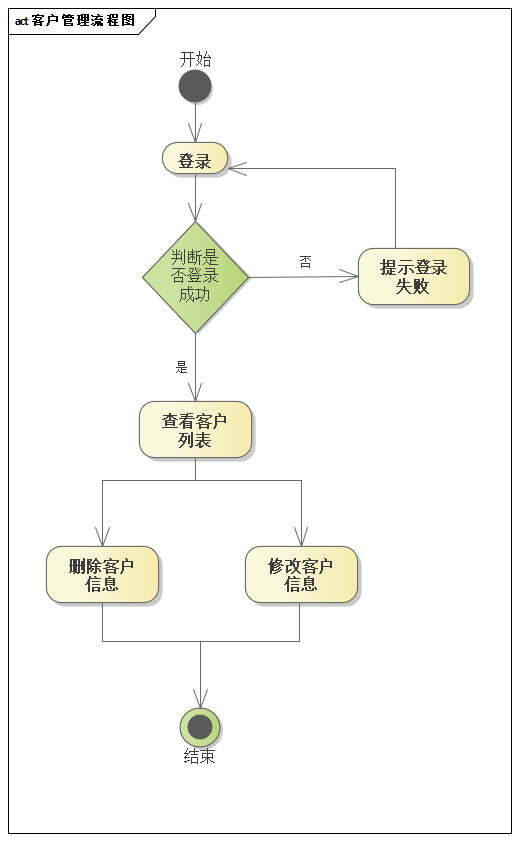 act 客户管理流程图
开始
登录
判断是
否登录
成功
否
提示登录
失败
是
查看客户
列表
删除客户
信息
修改客户
信息
结束